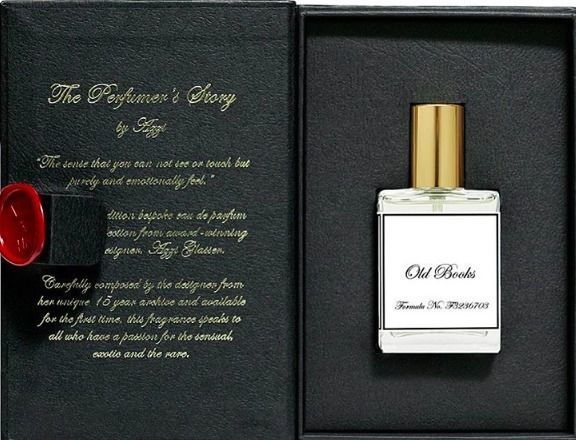 The Perfumer's Story
by Azzi
"The sense that you can not see or touch but
purely and emotionally feel."
dition bespoke eau de parfum
lection from award-winning
esigner, Azzi Glasser.
Carefully composed by the designer from
her unique 15 year archive and available
for the first time, this fragrance speaks to
all who have a passion for the sensual,
exotic and the rare.
Old Books
Formula No. F3236703